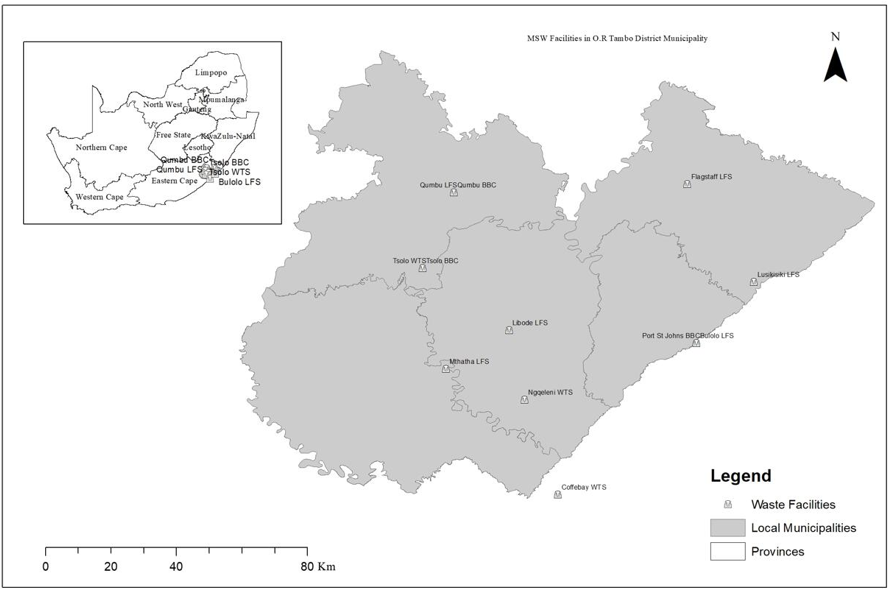 MSW Facilities in O.R Tambo District Municipality
N
Limpopo
North West
Mpumalanga
Gauteng
Free State
KwaZulu-Natal
Northern Cape
Lesotho
Qumbu BBC
Tsolo BBC
Qumbu LFS
Tsolo WTS
Eastern Cape
Bulolo LFS
Western Cape
Flagstaff LFS
Qumbu LFSQumbu BBC
Tsolo WTSTsolo BBC
Lusikisiki LFS
Libode LFS
Port St Johns BBCBulolo LFS
Mthatha LFS
Ngqeleni WTS
Coffebay WTS
Legend
Waste Facilities
Local Municipalities
Provinces
0 20 40 80 Km